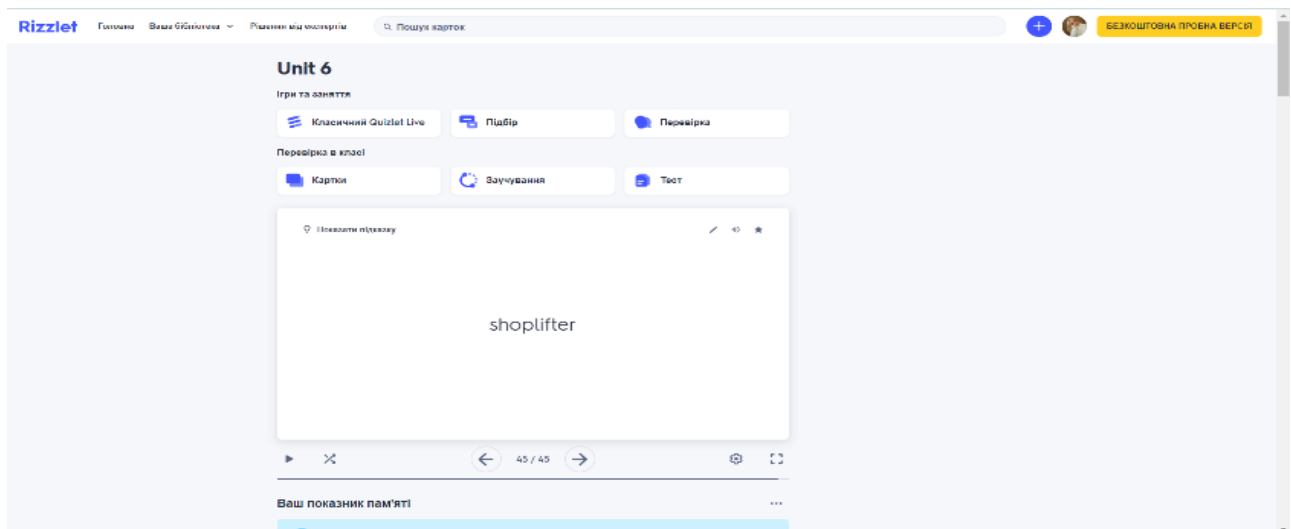 Rizzlet Головна Ваша бібліотека Рішення від експертів Пошук карток + БЕЗКОШТОВНА ПРОБНА ВЕРСІЯ
Unit 6
Ігри та заняття
Класичний Quizlet Live Підбір Перевірка
Перевірка в класі
Картки Заучування Тест
Показати підказку
shoplifter
45 / 45
Ваш показник пам'яті